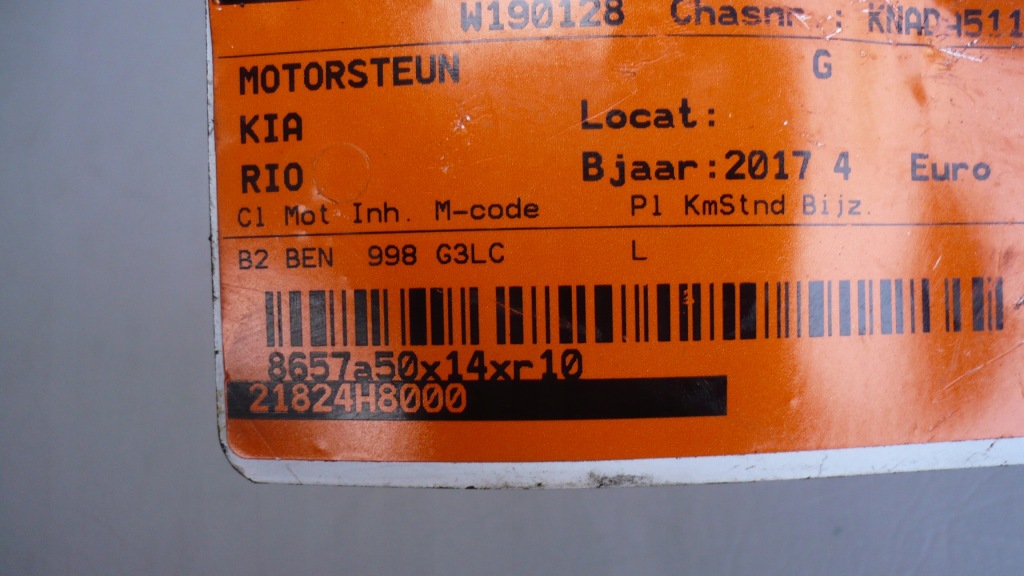 W190128 Chasnr. :
MOTORSTEUN G
KIA Locat:
RIO Bjaar:2017 4 Euro
Cl Mot Inh. M-code Pl KmStnd Bijz.
B2 BEN 998 G3LC L
8657a50x14xr10
21824H8000